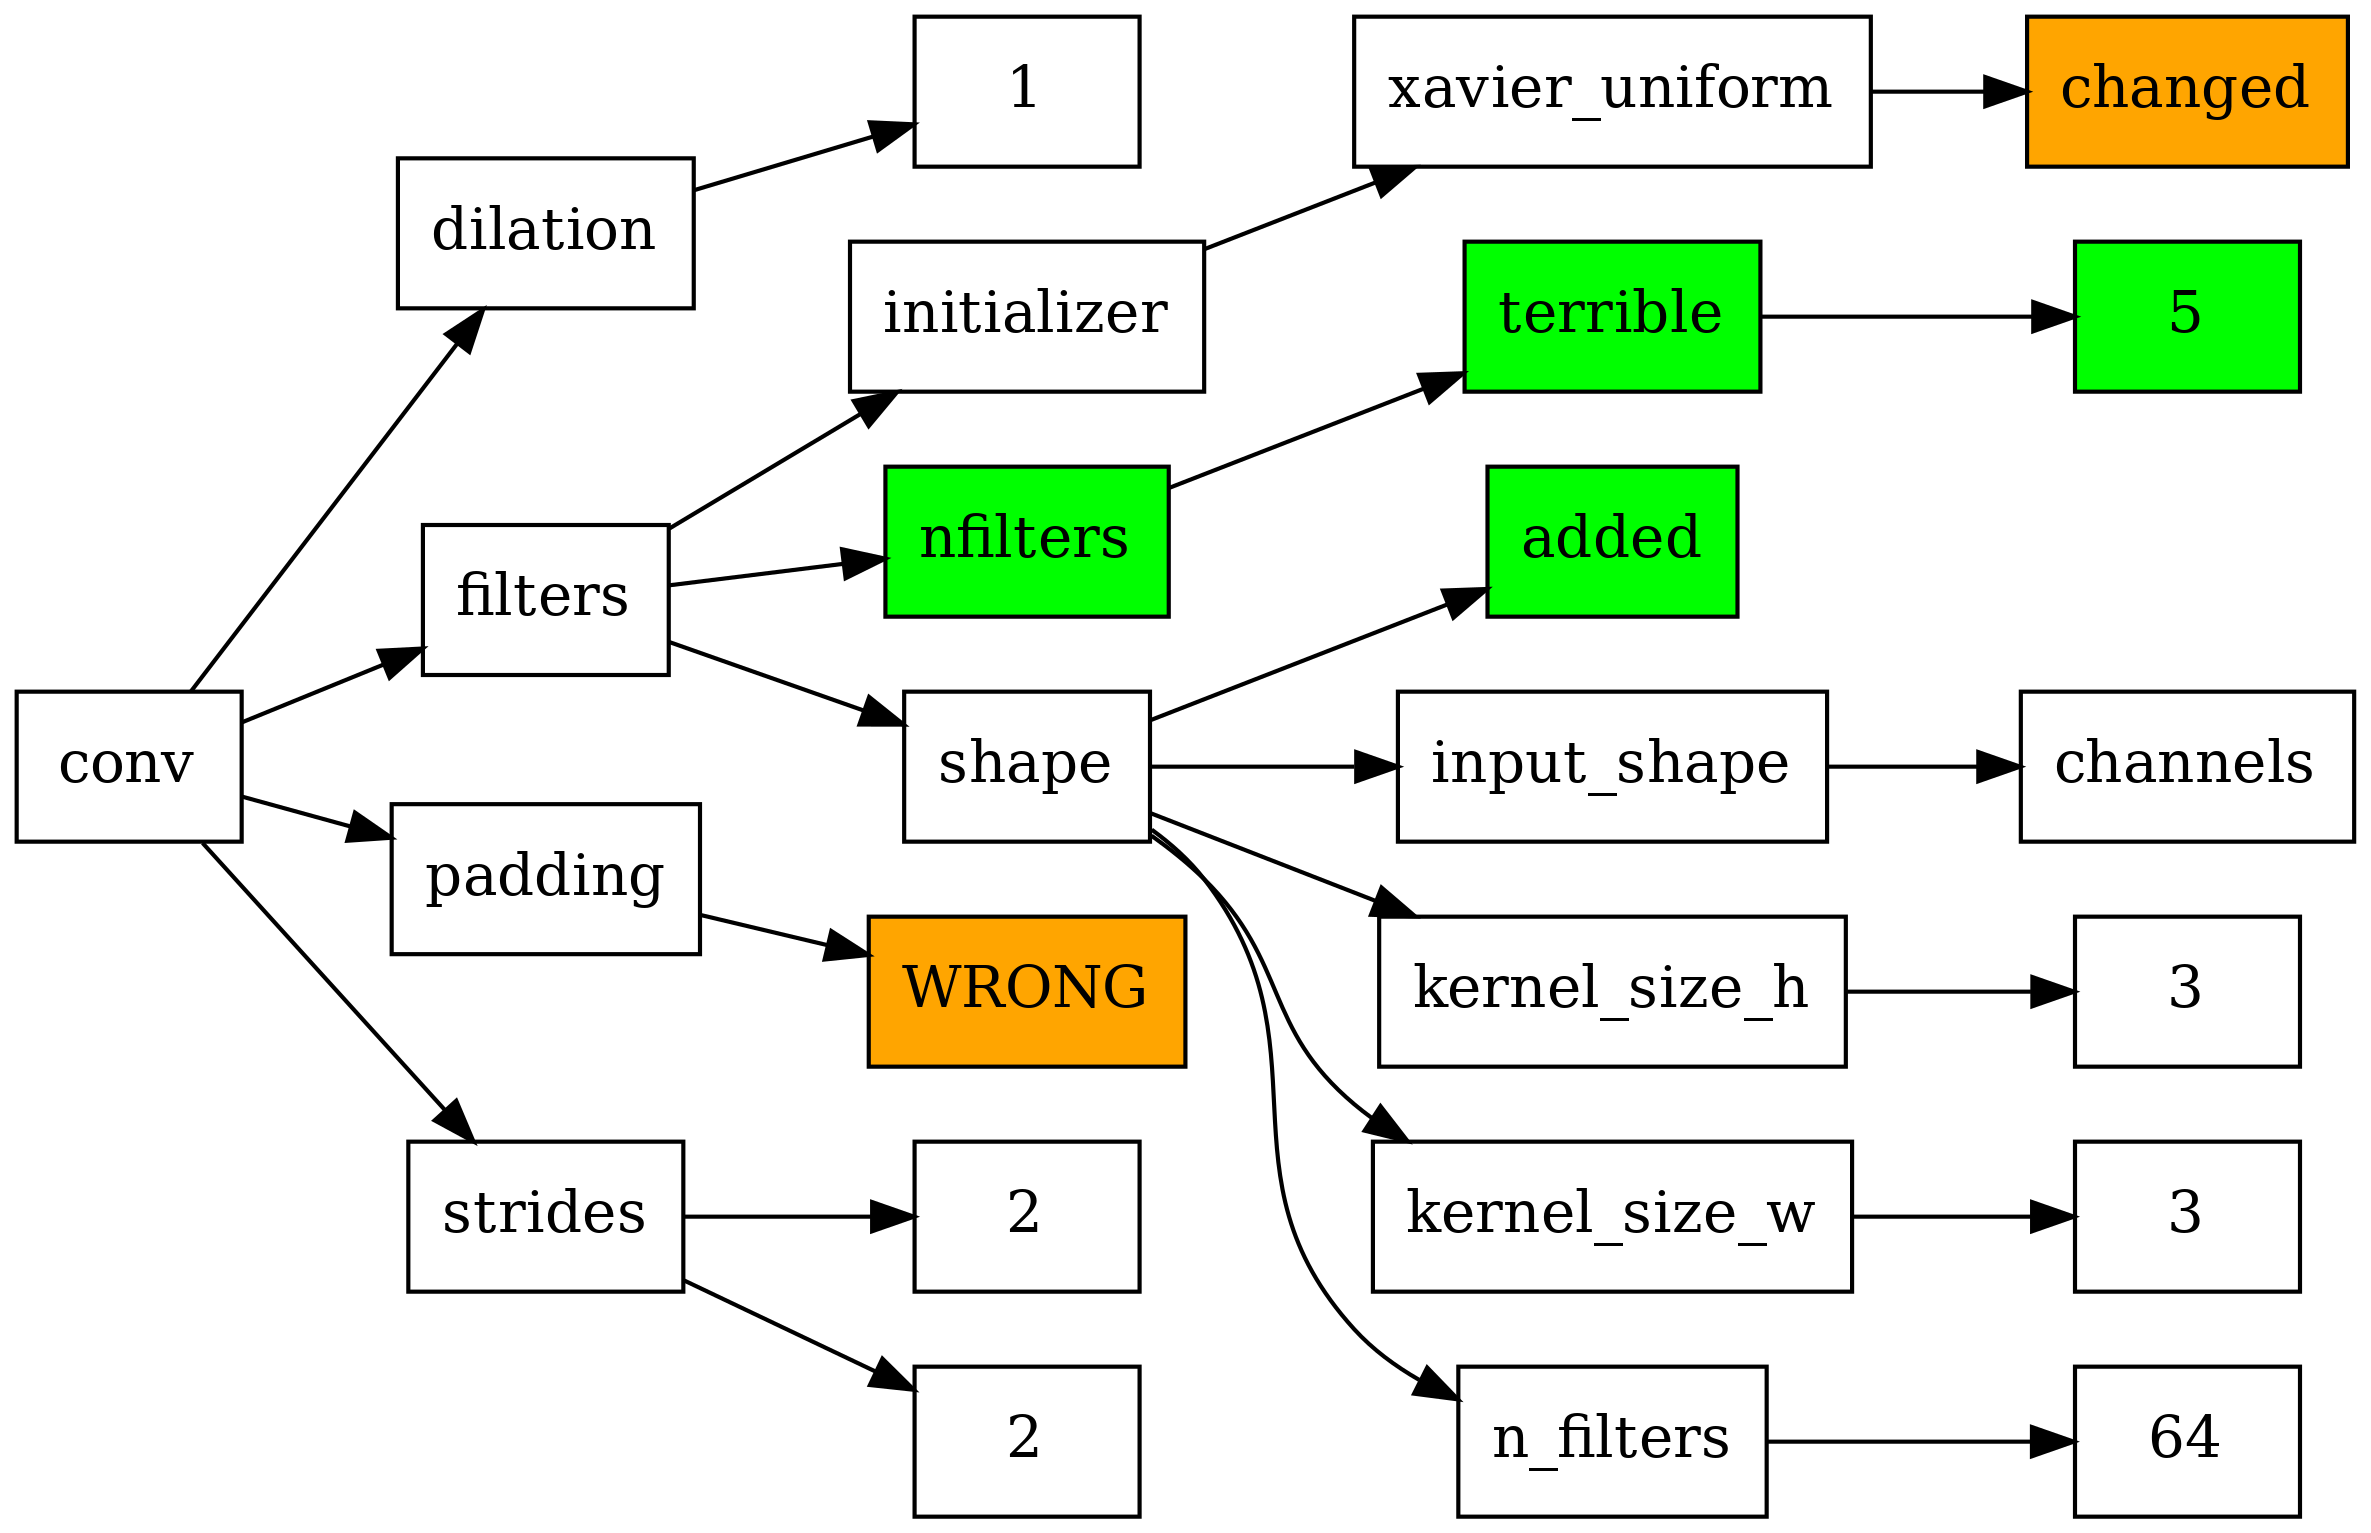 conv
dilation
filters
padding
strides
1
initializer
nfilters
shape
WRONG
2
2
xavier_uniform
terrible
added
input_shape
kernel_size_h
kernel_size_w
n_filters
changed
5
channels
3
3
64